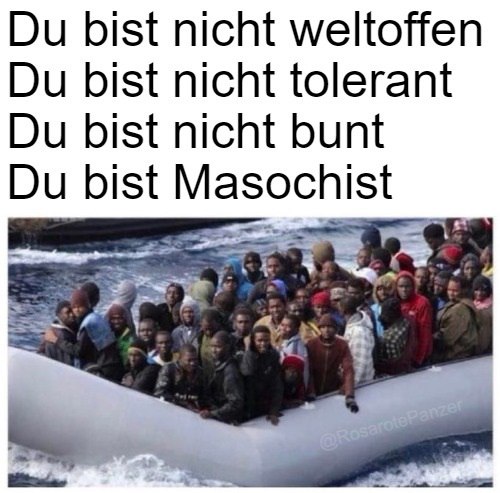 Du bist nicht weltoffen
Du bist nicht tolerant
Du bist nicht bunt
Du bist Masochist
@RosarotePanzer